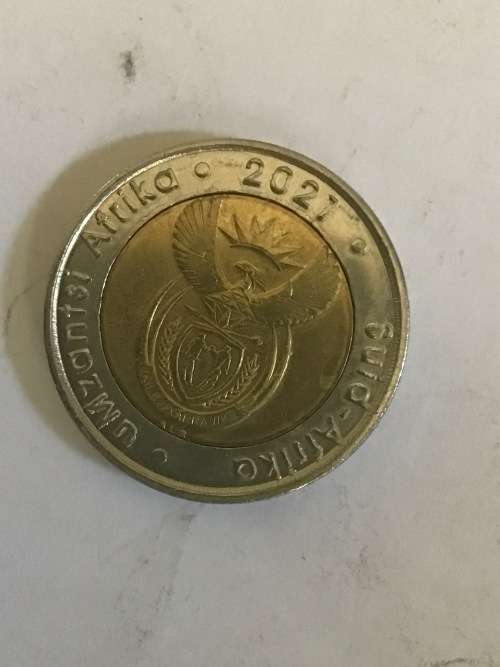 uMzantsi Afrika • 2021 • Suid-Afrika •